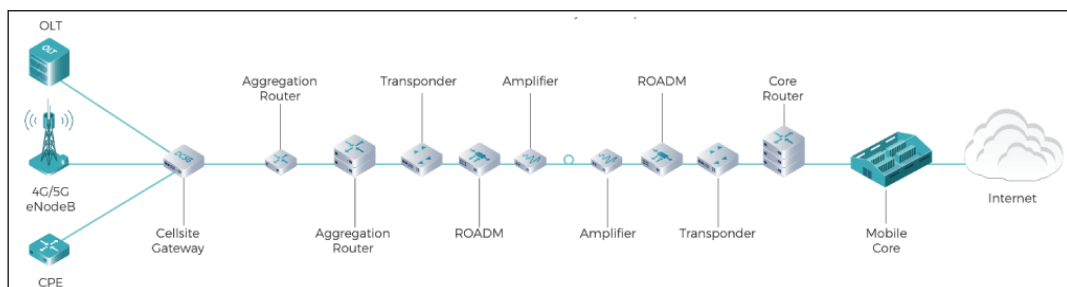 OLT
OLT
4G/5G
eNodeB
CPE
Cellsite
Gateway
Aggregation
Router
Aggregation
Router
Transponder
ROADM
Amplifier
Amplifier
ROADM
Transponder
Core
Router
Mobile
Core
Internet